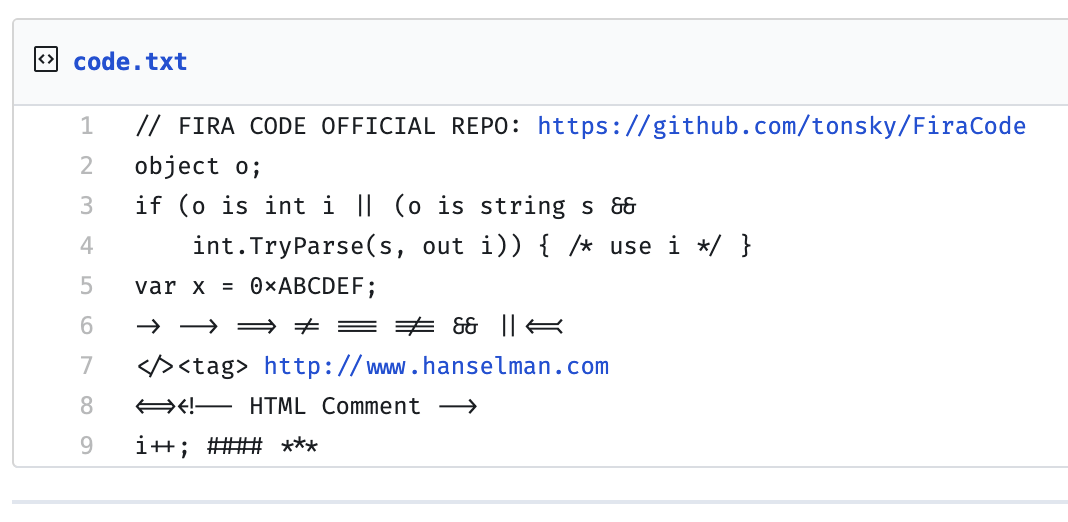 code.txt
1 // FIRA CODE OFFICIAL REPO: https://github.com/tonsky/FiraCode
2 object o;
3 if (o is int i || (o is string s &&
4 int.TryParse(s, out i)) { /* use i */ }
5 var x = 0xABCDEF;
6 -> --> ==> != === !== && ||<=<
7 </><tag> http://www.hanselman.com
8 <=><!-- HTML Comment -->
9 i++; #### ***